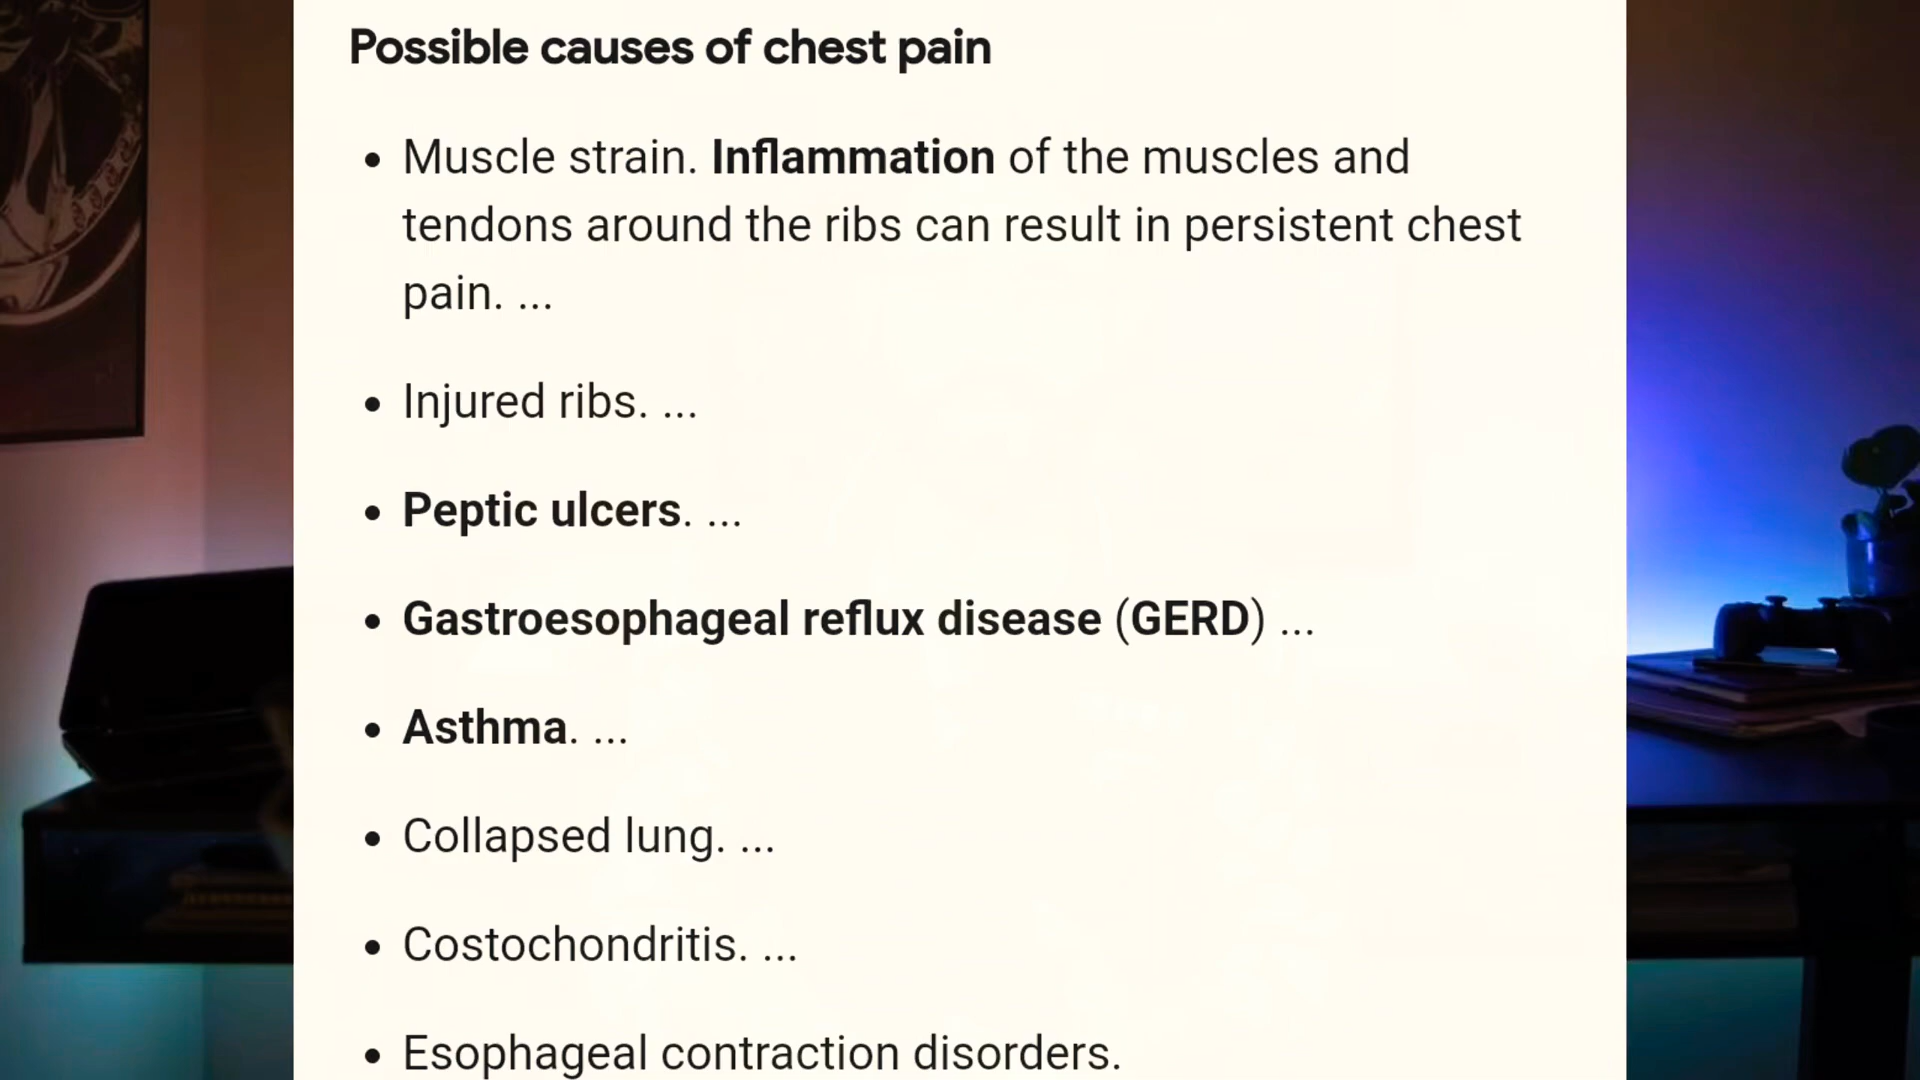 Possible causes of chest pain
• Muscle strain. Inflammation of the muscles and
tendons around the ribs can result in persistent chest
pain. ...
• Injured ribs. ...
• Peptic ulcers. ...
• Gastroesophageal reflux disease (GERD) ...
• Asthma. ...
• Collapsed lung. ...
• Costochondritis. ...
• Esophageal contraction disorders.